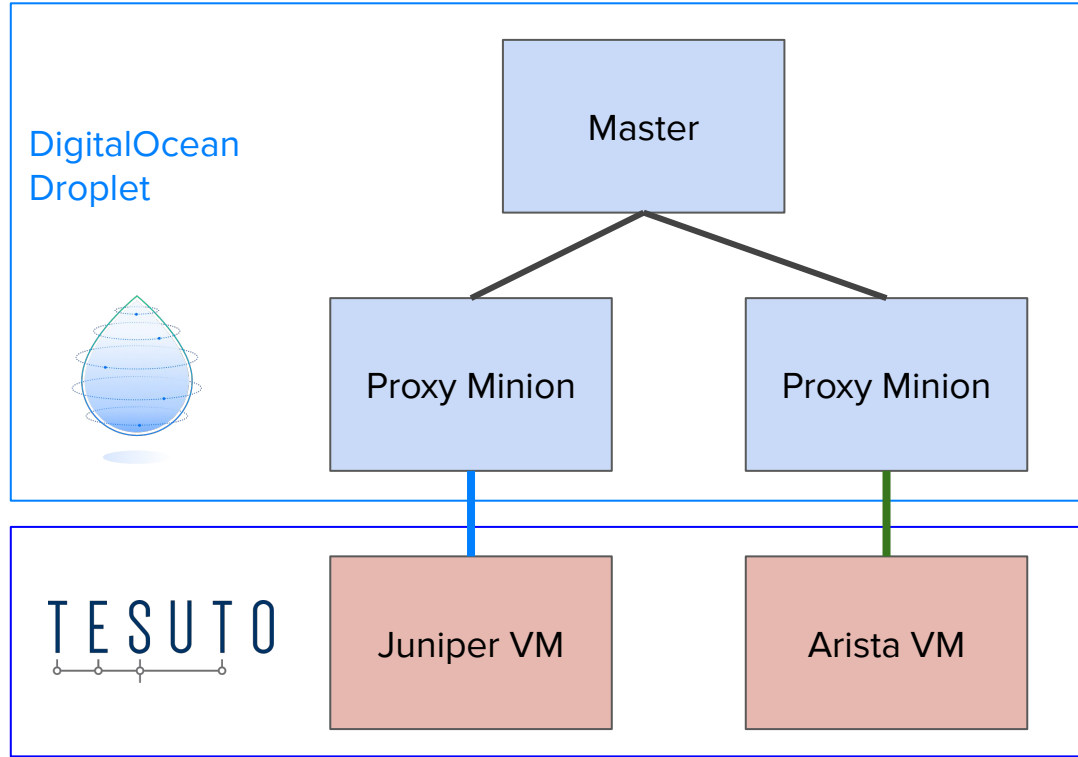 Master
DigitalOcean
Droplet
Proxy Minion
Proxy Minion
TESUTO
Juniper VM
Arista VM